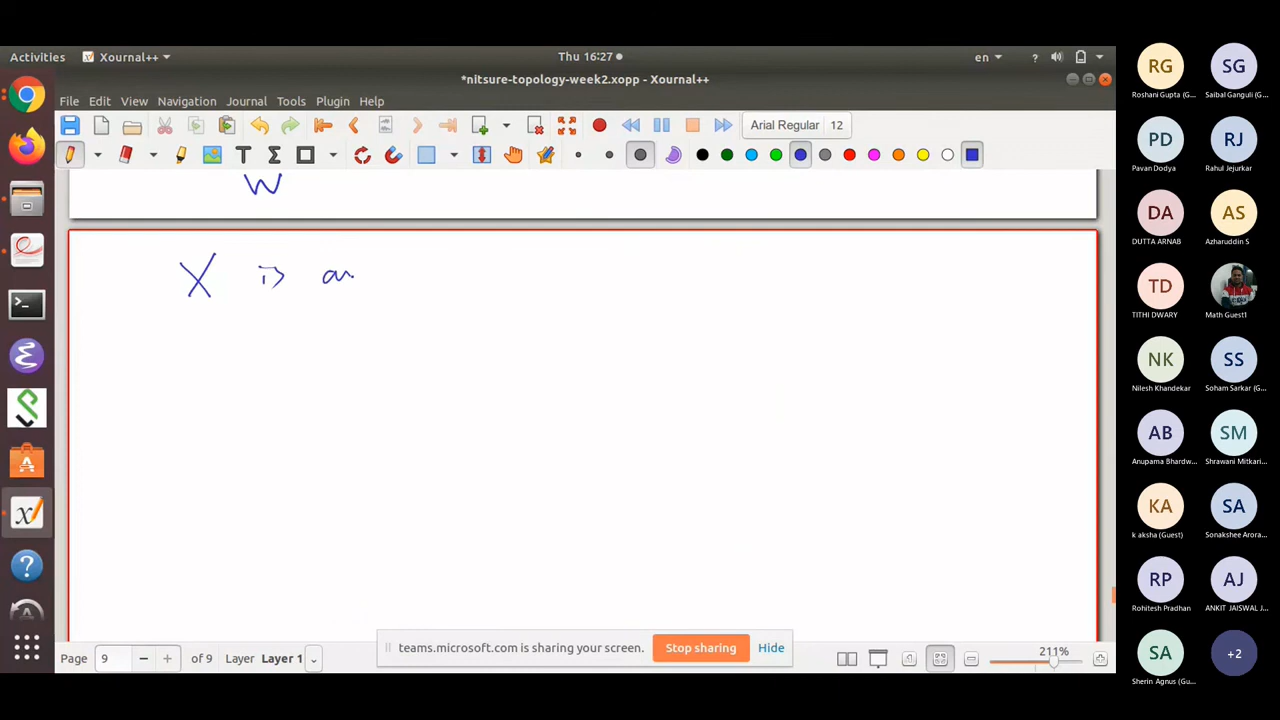 Activities
Xournal++
Thu 16:27
en
?
*nitsure-topology-week2.xopp - Xournal++
File Edit View Navigation Journal Tools Plugin Help
Arial Regular 12
W
X is an
teams.microsoft.com is sharing your screen.
Stop sharing
Hide
Page 9 − + of 9 Layer Layer 1
211%
RG
Roshani Gupta (G...
SG
Saibal Ganguli (G...
PD
Pavan Dodya
RJ
Rahul Jejurkar
DA
DUTTA ARNAB
AS
Azharuddin S
TD
TITHI DWARY
Math Guest1
NK
Nilesh Khandekar
SS
Soham Sarkar (G...
AB
Anupama Bhardw...
SM
Shrawani Mitkari...
KA
k aksha (Guest)
SA
Sonakshee Arora...
RP
Rohitesh Pradhan
AJ
ANKIT JAISWAL J...
SA
Sherin Agnus (Gu...
+2